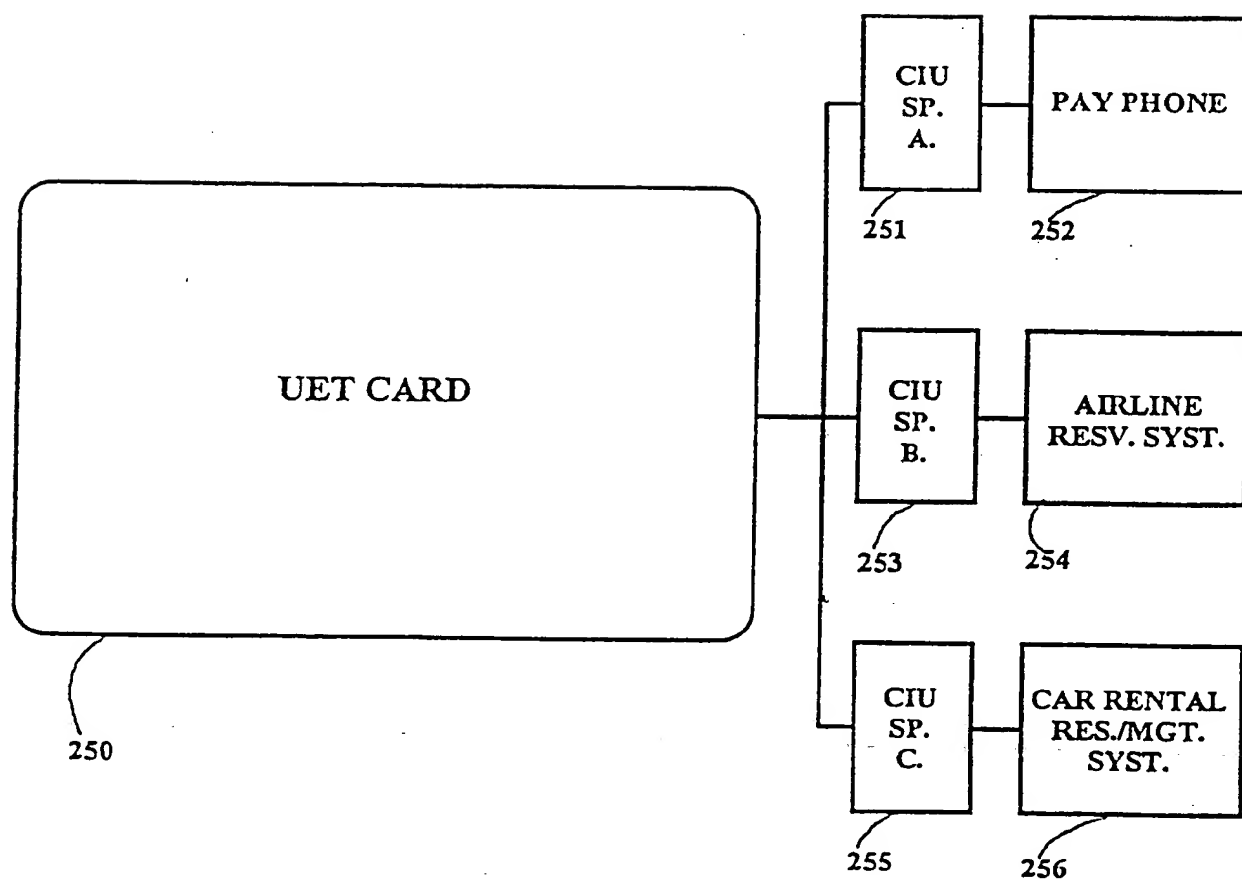 CIU
SP.
A.
PAY PHONE
251
252
UET CARD
CIU
SP.
B.
AIRLINE
RESV. SYST.
253
254
CIU
SP.
C.
CAR RENTAL
RES./MGT.
SYST.
250
255
256